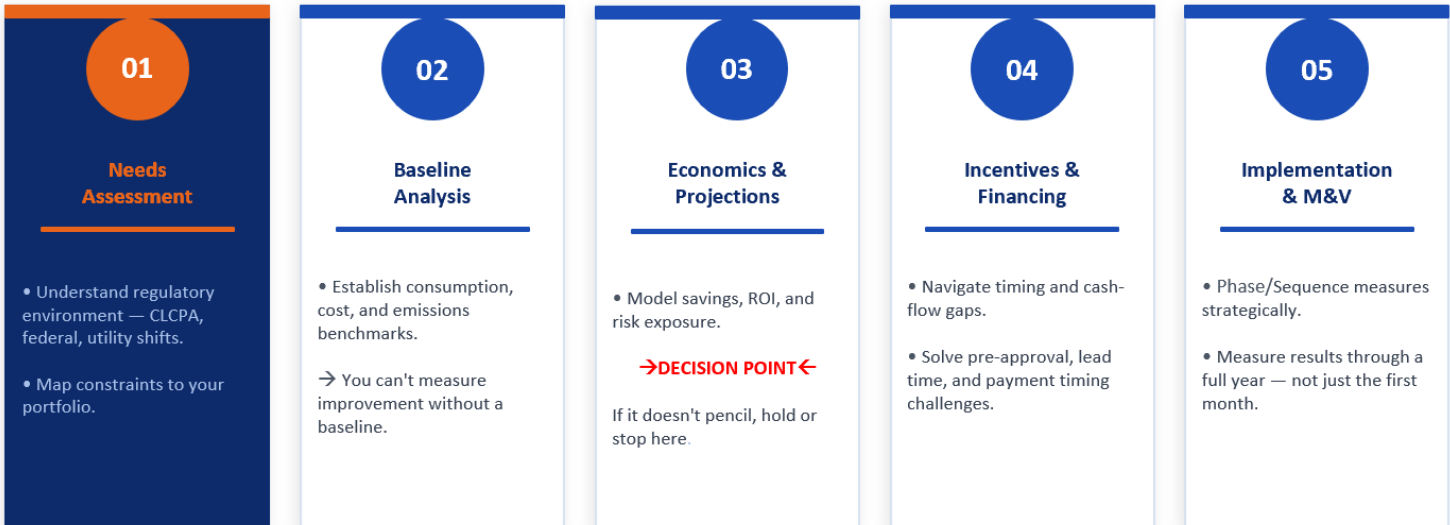 01
Needs
Assessment
• Understand regulatory
environment — CLCPA,
federal, utility shifts.
• Map constraints to your
portfolio.
02
Baseline
Analysis
• Establish consumption,
cost, and emissions
benchmarks.
→ You can't measure
improvement without a
baseline.
03
Economics &
Projections
• Model savings, ROI, and
risk exposure.
→DECISION POINT←
If it doesn't pencil, hold or
stop here.
04
Incentives &
Financing
• Navigate timing and cash-
flow gaps.
• Solve pre-approval, lead
time, and payment timing
challenges.
05
Implementation
& M&V
• Phase/Sequence measures
strategically.
• Measure results through a
full year — not just the first
month.